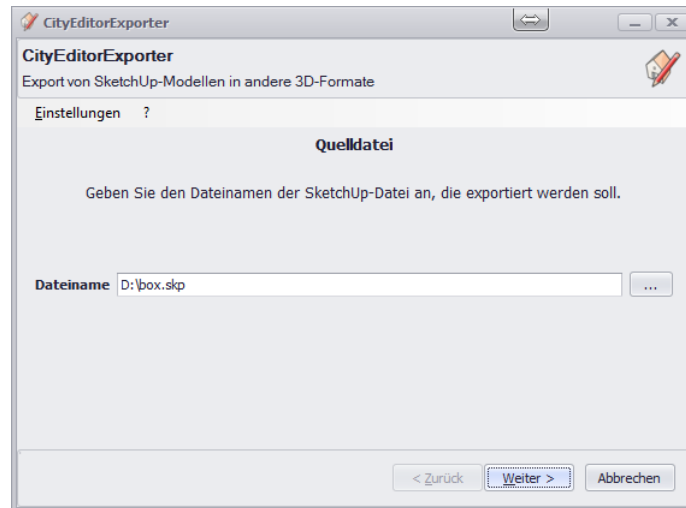 CityEditorExporter
CityEditorExporter
Export von SketchUp-Modellen in andere 3D-Formate
Einstellungen ?
Quelldatei
Geben Sie den Dateinamen der SketchUp-Datei an, die exportiert werden soll.
Dateiname D:\box.skp ...
< Zurück Weiter > Abbrechen